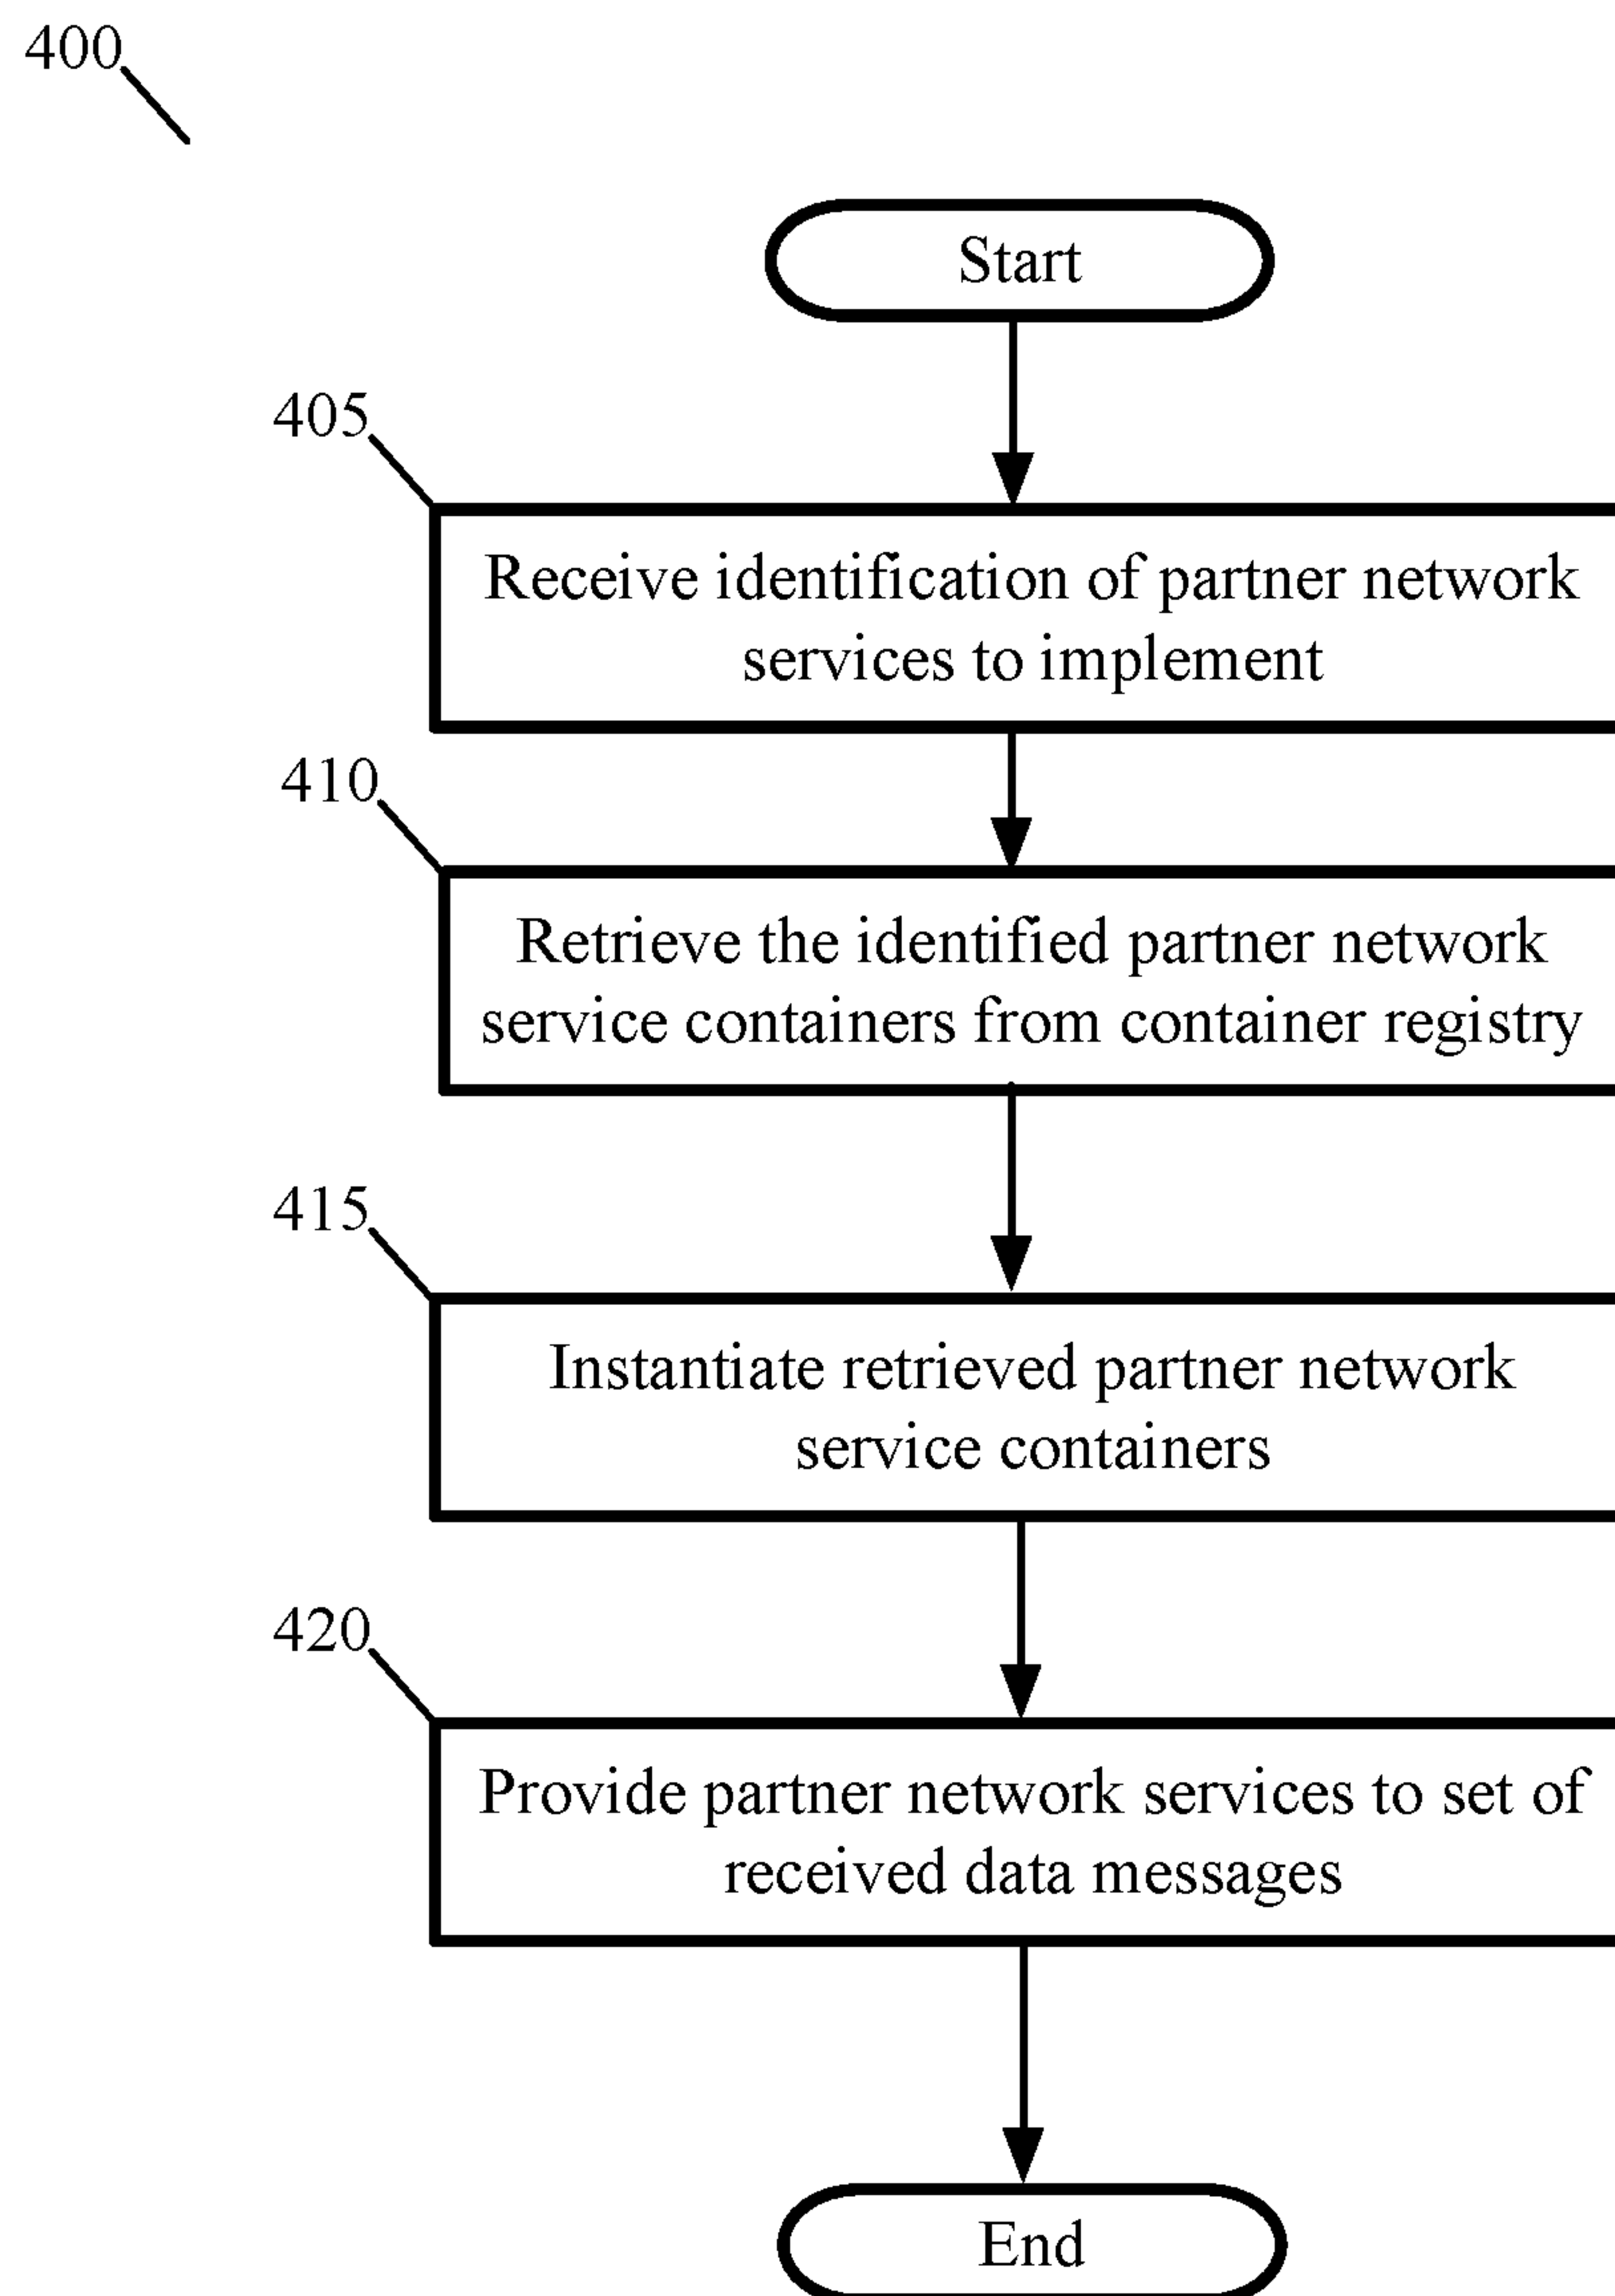 400
Start
405
Receive identification of partner network
services to implement
410
Retrieve the identified partner network
service containers from container registry
415
Instantiate retrieved partner network
service containers
420
Provide partner network services to set of
received data messages
End